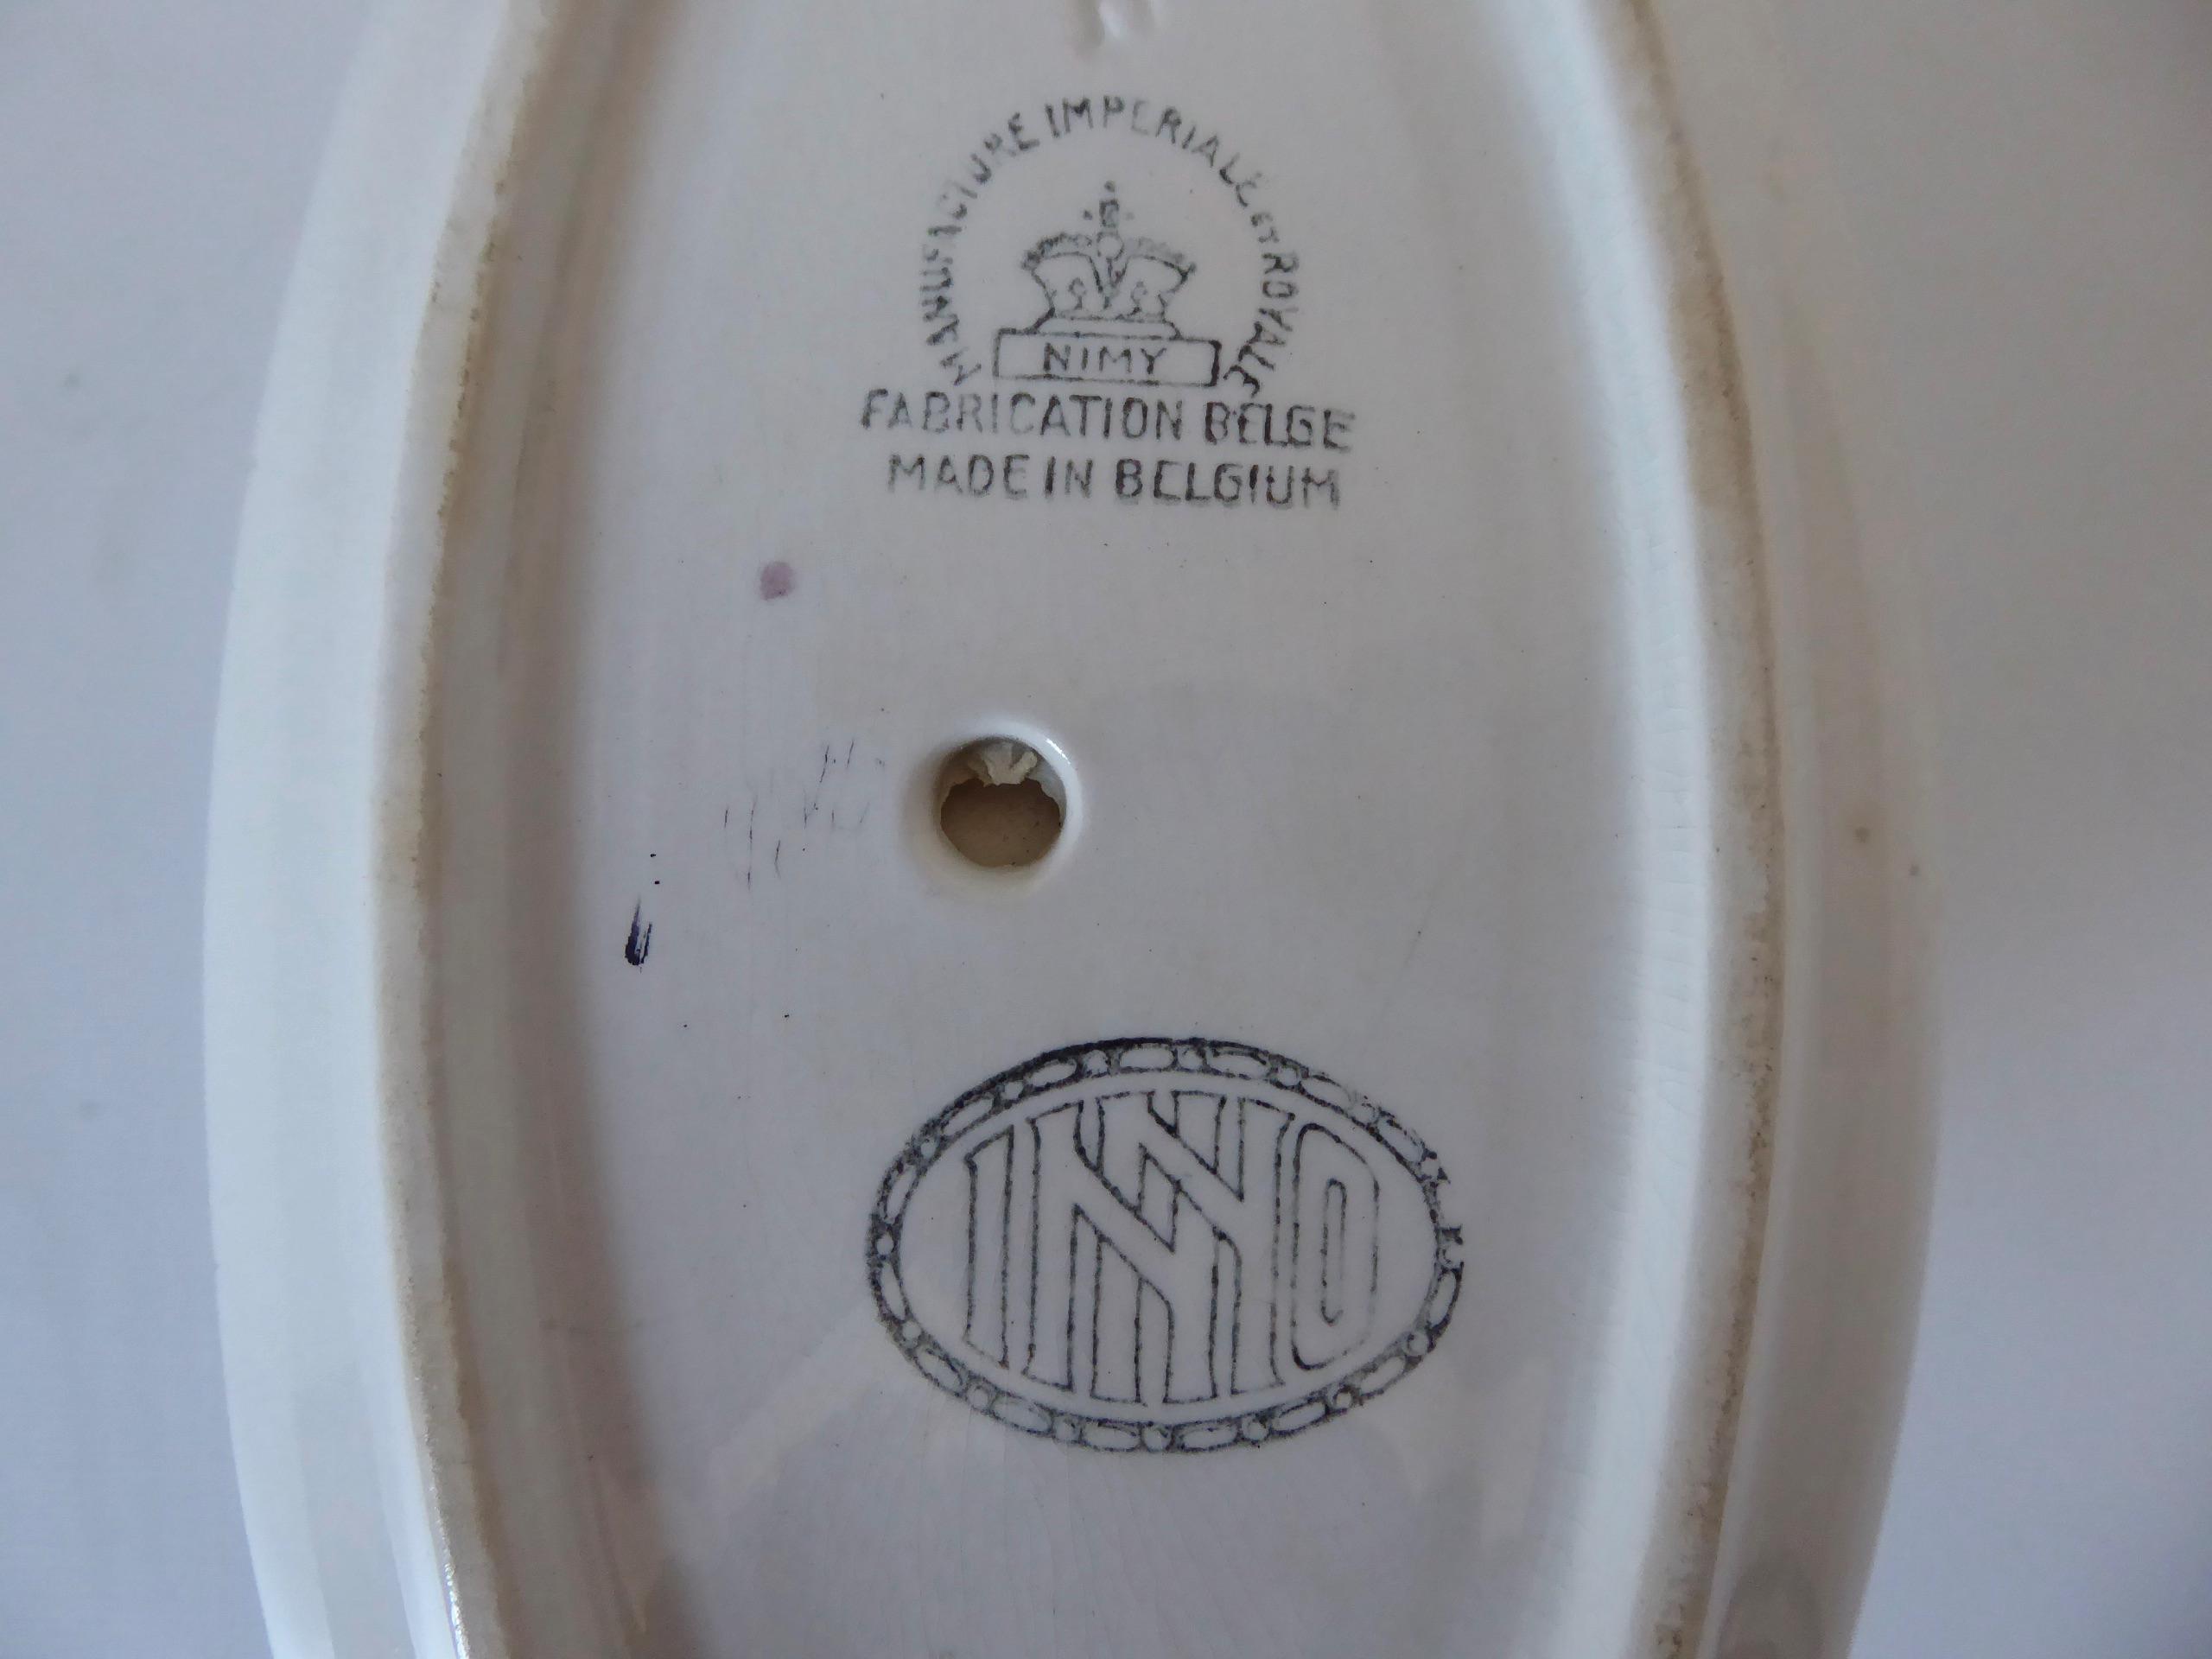 MANUFACTURE IMPERIALE ET ROYALE
NIMY
FABRICATION BELGE
MADE IN BELGIUM
INNO